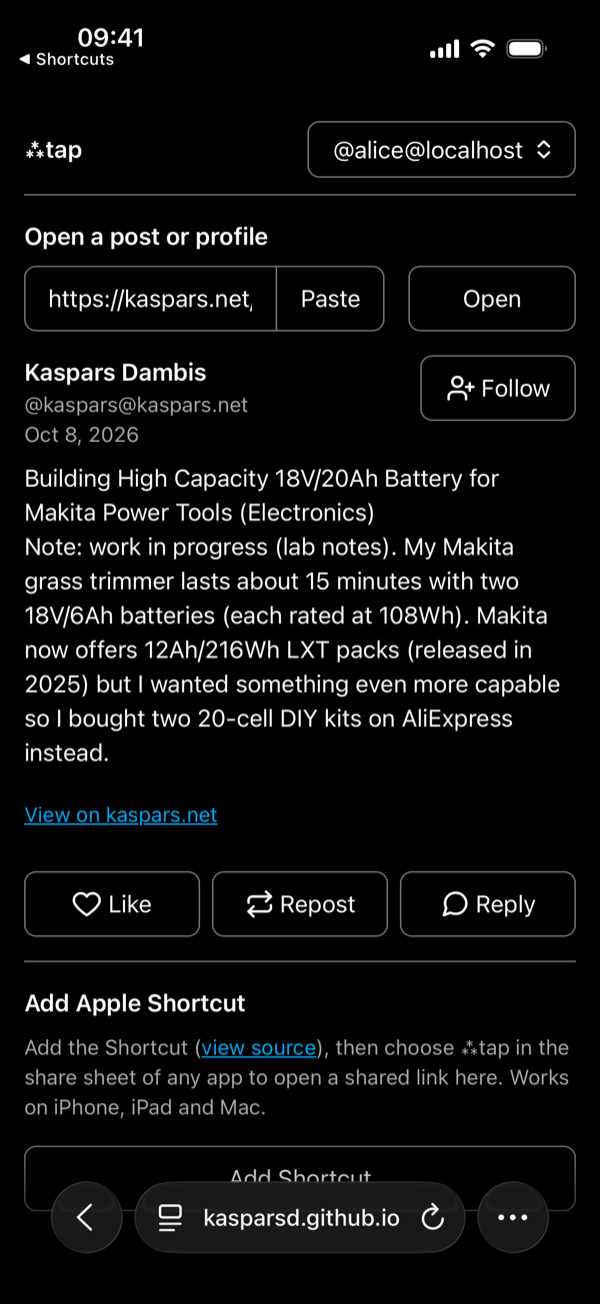 09:41
◀ Shortcuts
⁂tap
@alice@localhost
Open a post or profile
https://kaspars.net,
Paste
Open
Kaspars Dambis
@kaspars@kaspars.net
Oct 8, 2026
Follow
Building High Capacity 18V/20Ah Battery for
Makita Power Tools (Electronics)
Note: work in progress (lab notes). My Makita
grass trimmer lasts about 15 minutes with two
18V/6Ah batteries (each rated at 108Wh). Makita
now offers 12Ah/216Wh LXT packs (released in
2025) but I wanted something even more capable
so I bought two 20-cell DIY kits on AliExpress
instead.
View on kaspars.net
Like
Repost
Reply
Add Apple Shortcut
Add the Shortcut (view source), then choose ⁂tap in the
share sheet of any app to open a shared link here. Works
on iPhone, iPad and Mac.
Add Shortcut
kasparsd.github.io